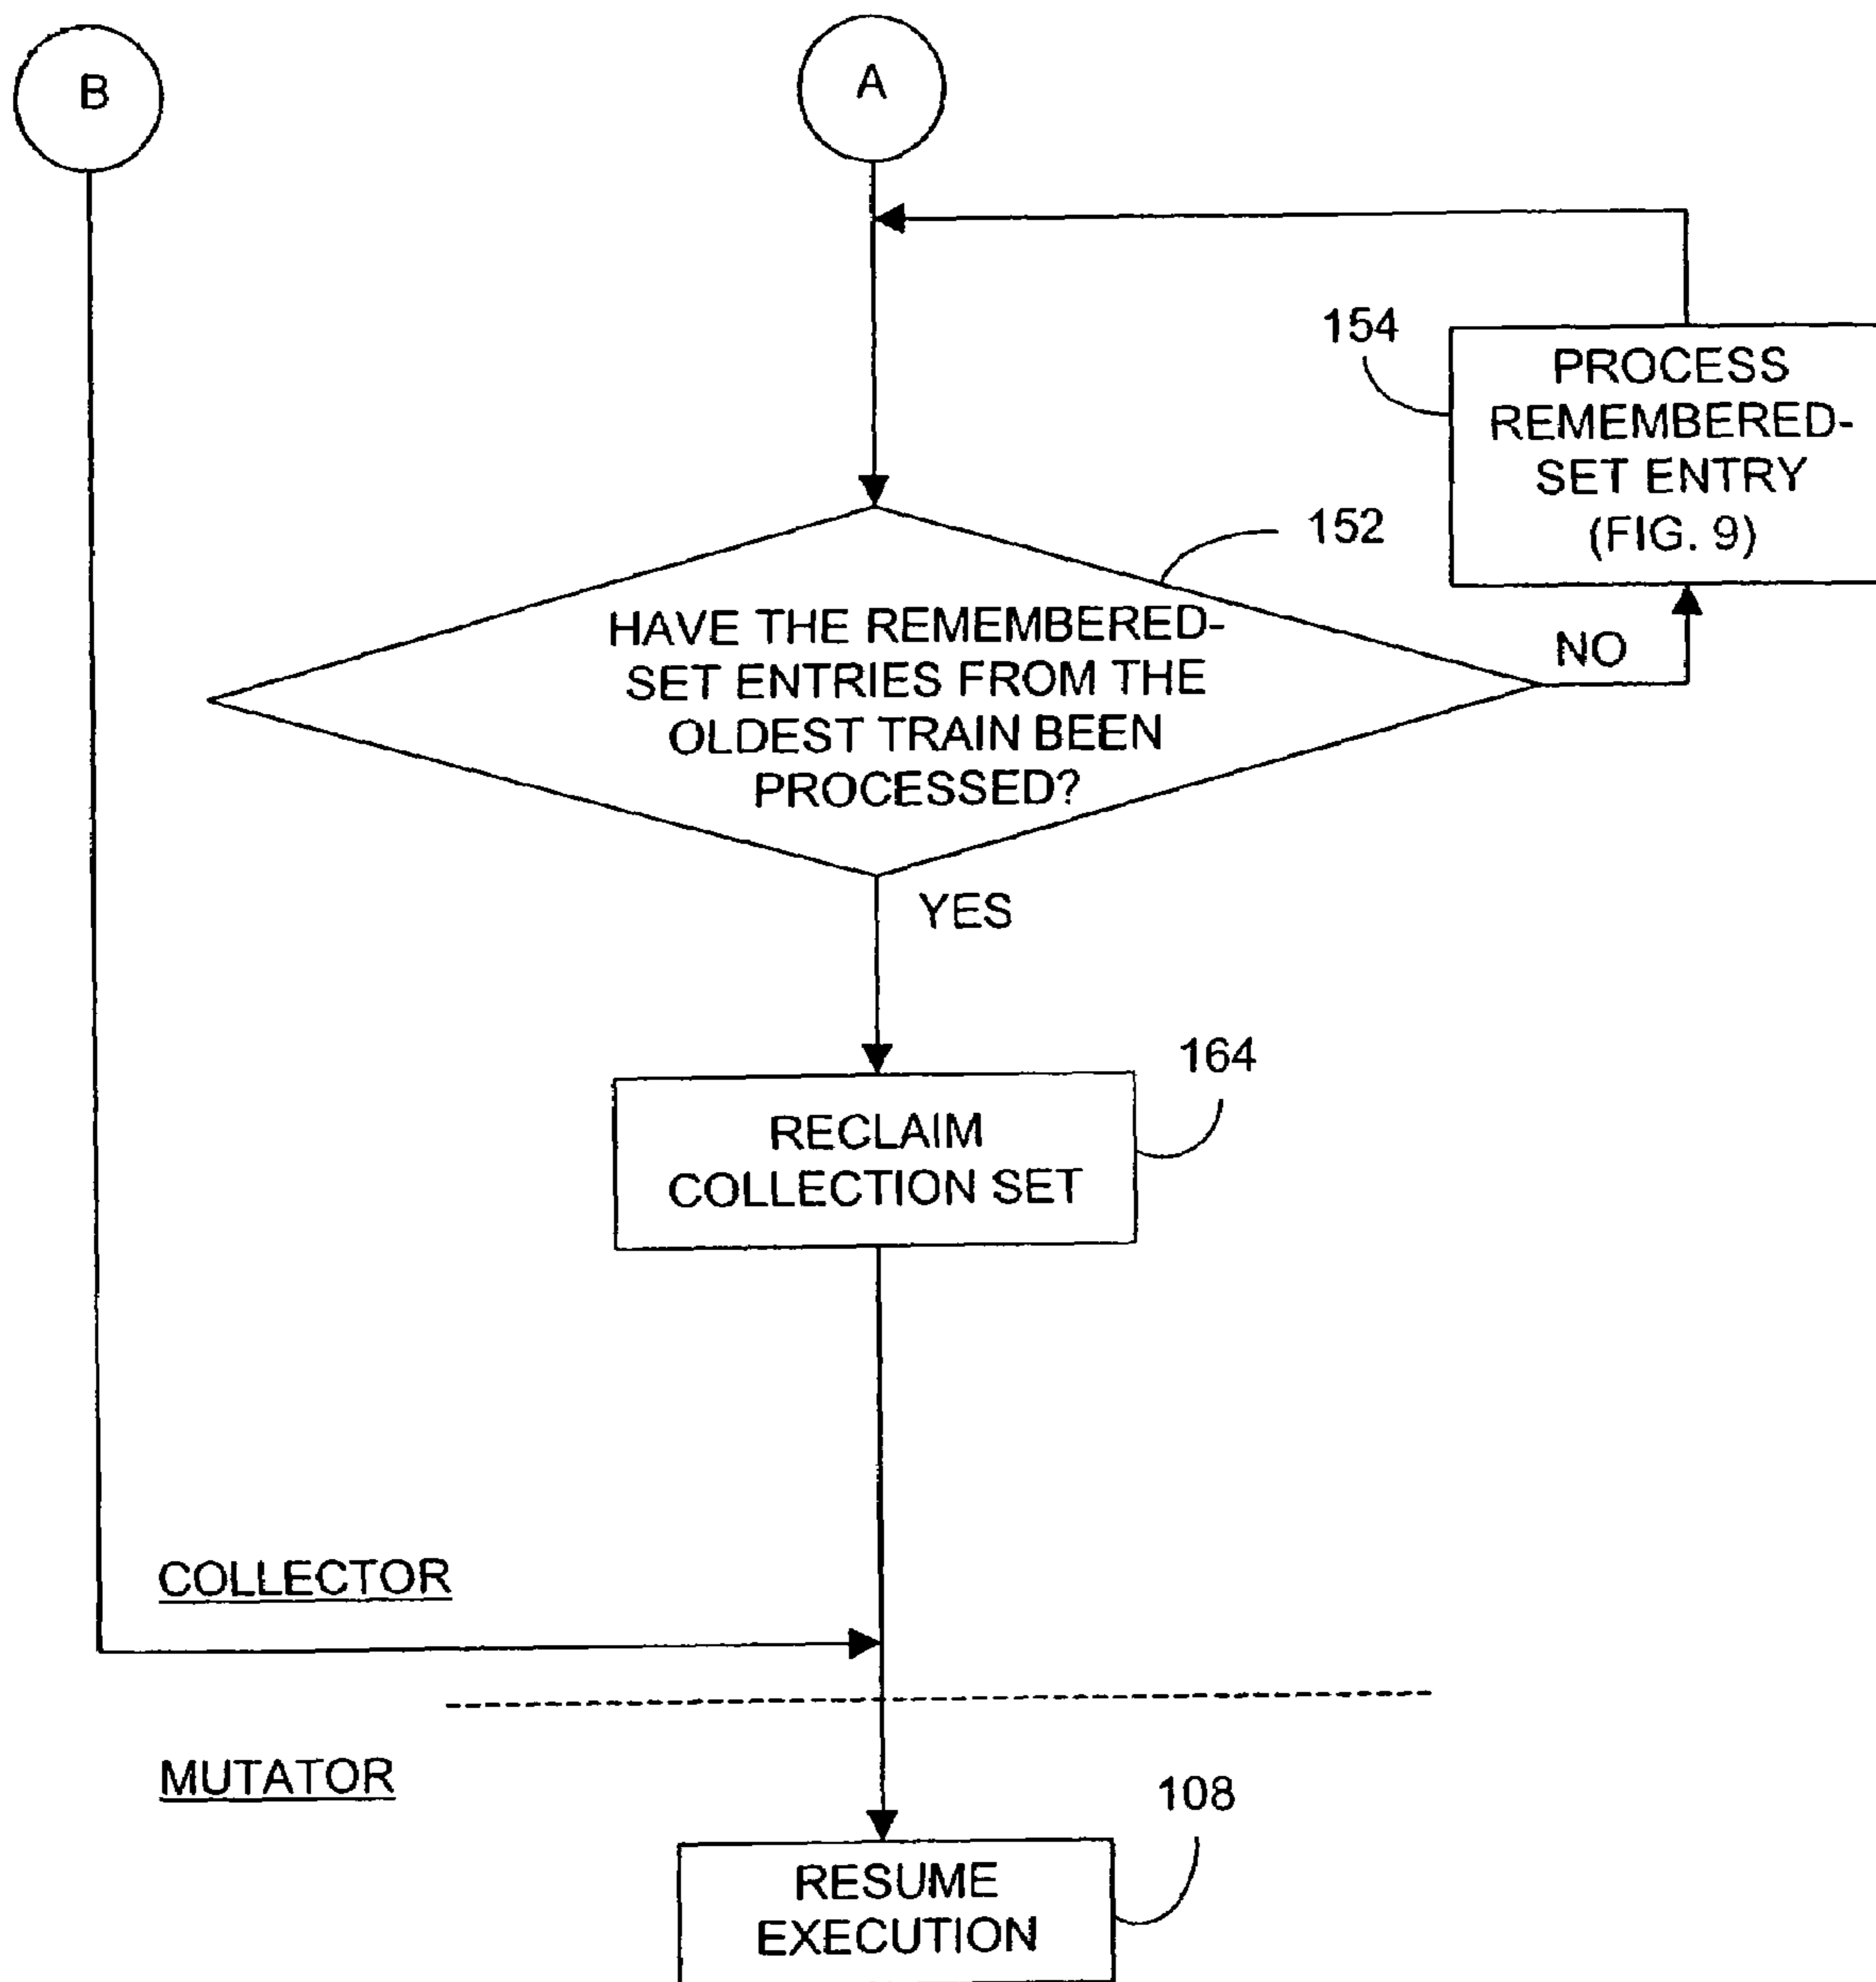 B
A
154
PROCESS
REMEMBERED-
SET ENTRY
(FIG. 9)
152
HAVE THE REMEMBERED-
SET ENTRIES FROM THE
OLDEST TRAIN BEEN
PROCESSED?
NO
YES
164
RECLAIM
COLLECTION SET
COLLECTOR
MUTATOR
108
RESUME
EXECUTION